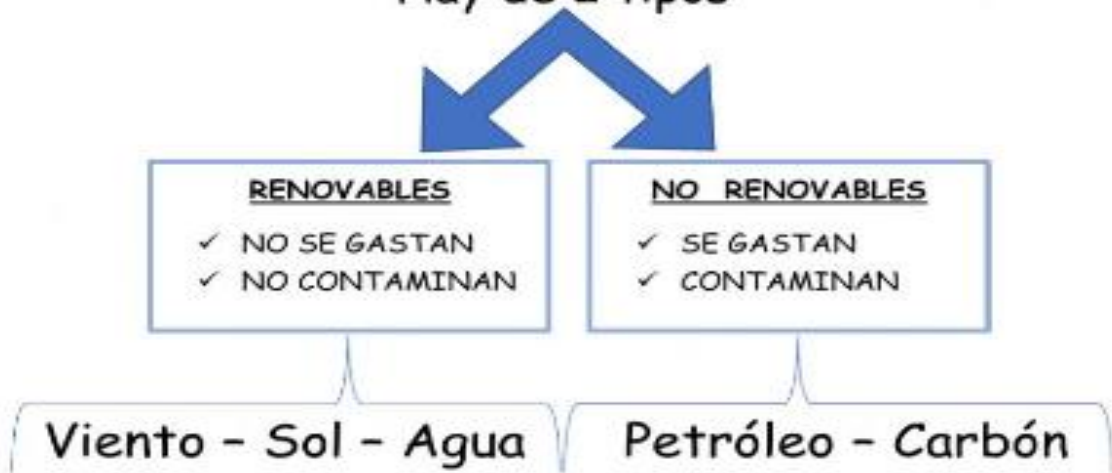 Hay de 2 tipos
RENOVABLES
✓ NO SE GASTAN
✓ NO CONTAMINAN
NO RENOVABLES
✓ SE GASTAN
✓ CONTAMINAN
Viento - Sol - Agua
Petróleo - Carbón